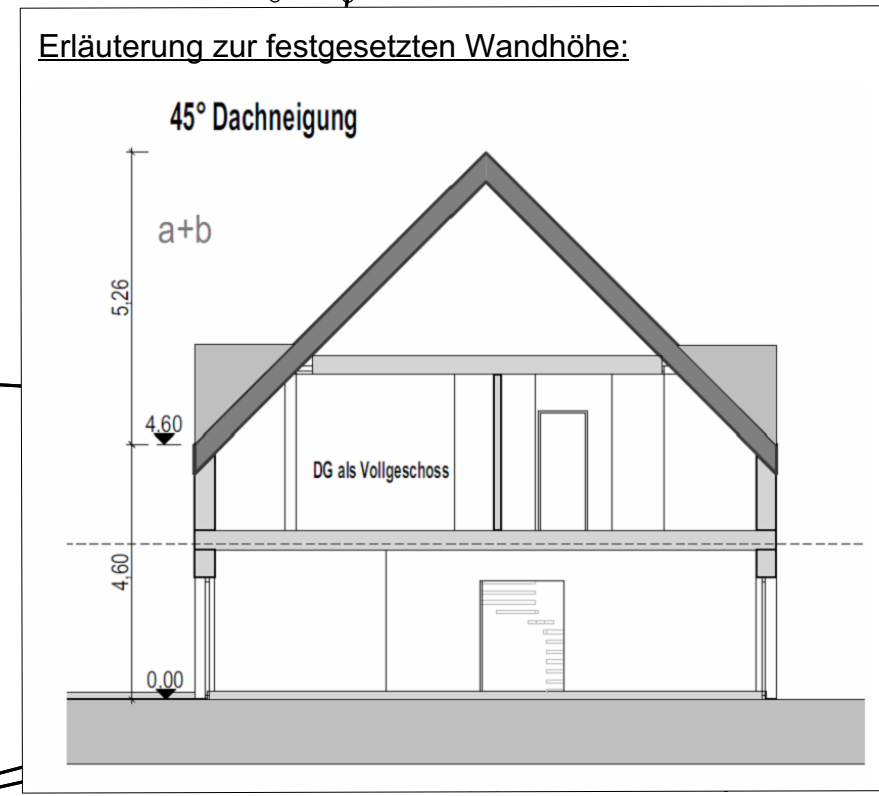 Erläuterung zur festgesetzten Wandhöhe:
45° Dachneigung
a+b
5,26
4,60
DG als Vollgeschoss
4,60
0,00